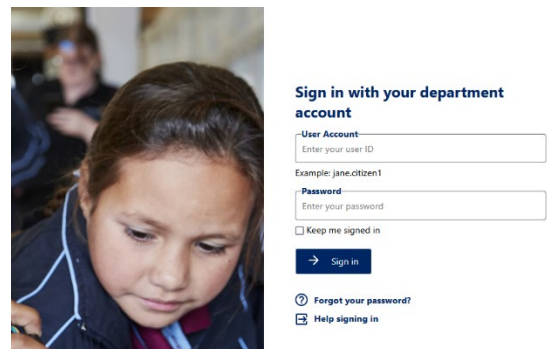 Sign in with your department
account
User Account
Enter your user ID
Example: jane.citizen1
Password
Enter your password
Keep me signed in
Sign in
Forgot your password?
Help signing in